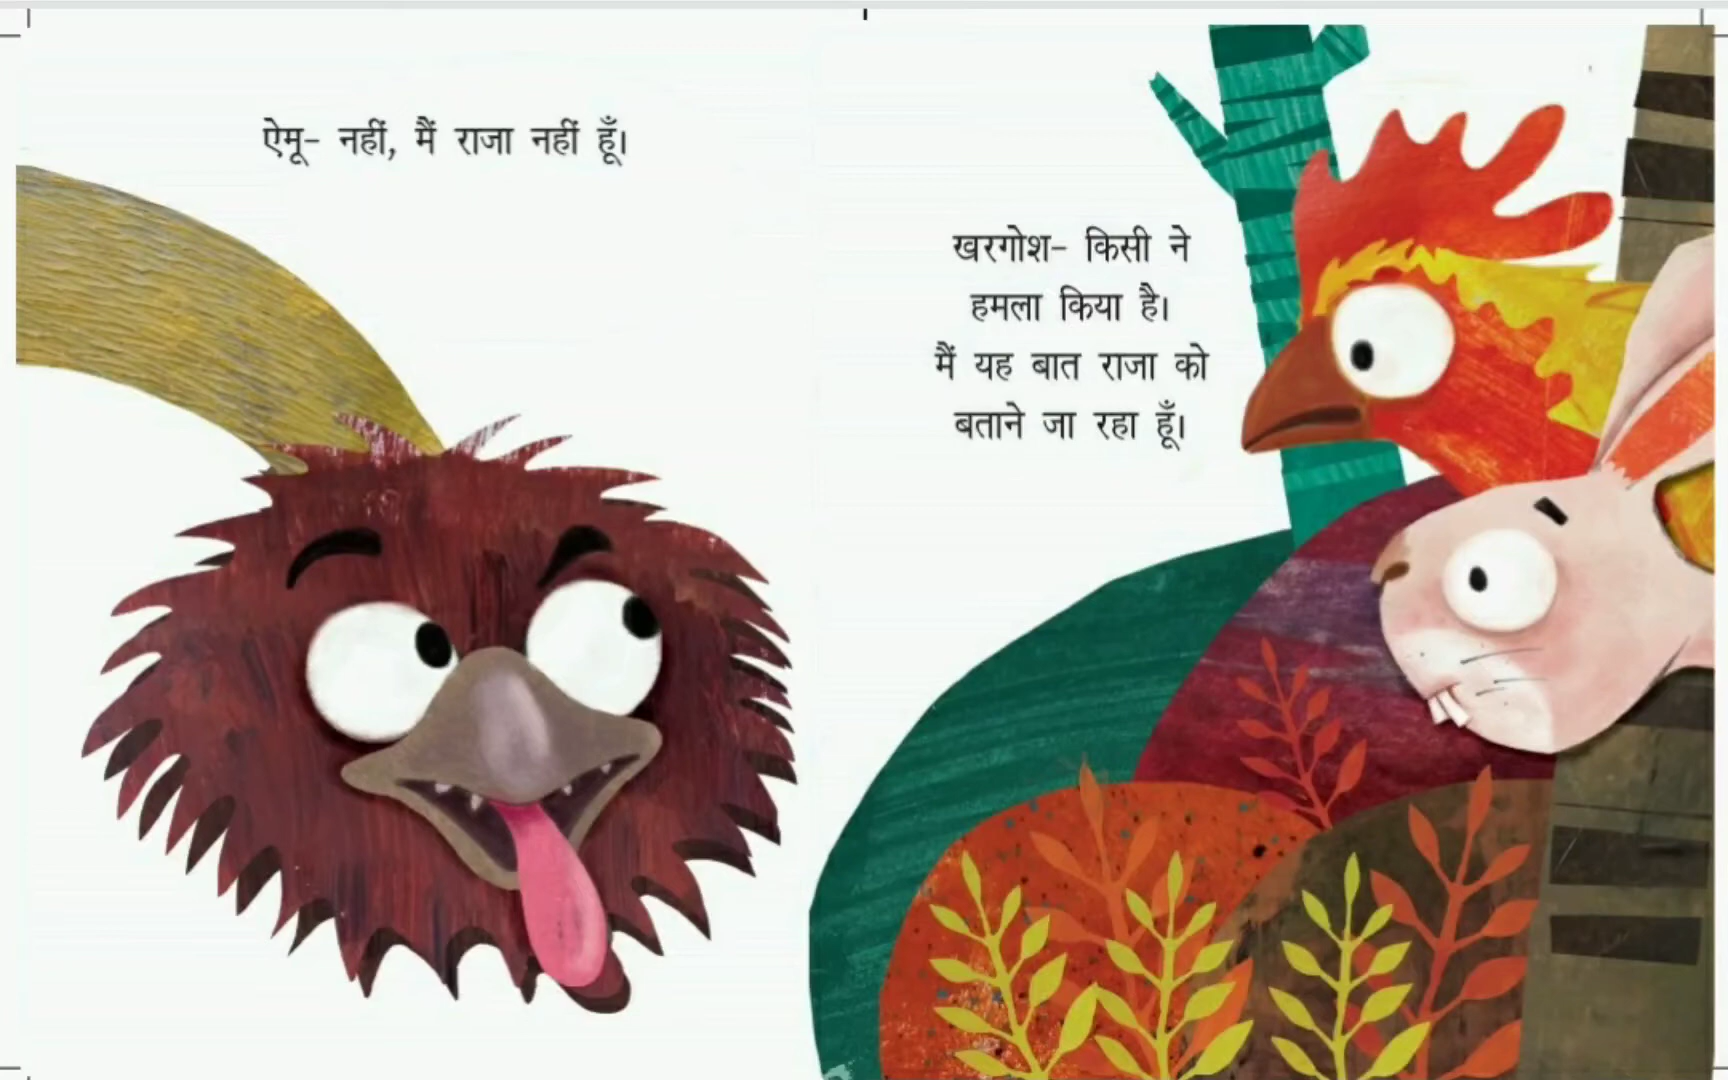 ऐमू- नहीं, मैं राजा नहीं हूँ।
खरगोश- किसी ने
हमला किया है।
मैं यह बात राजा को
बताने जा रहा हूँ।